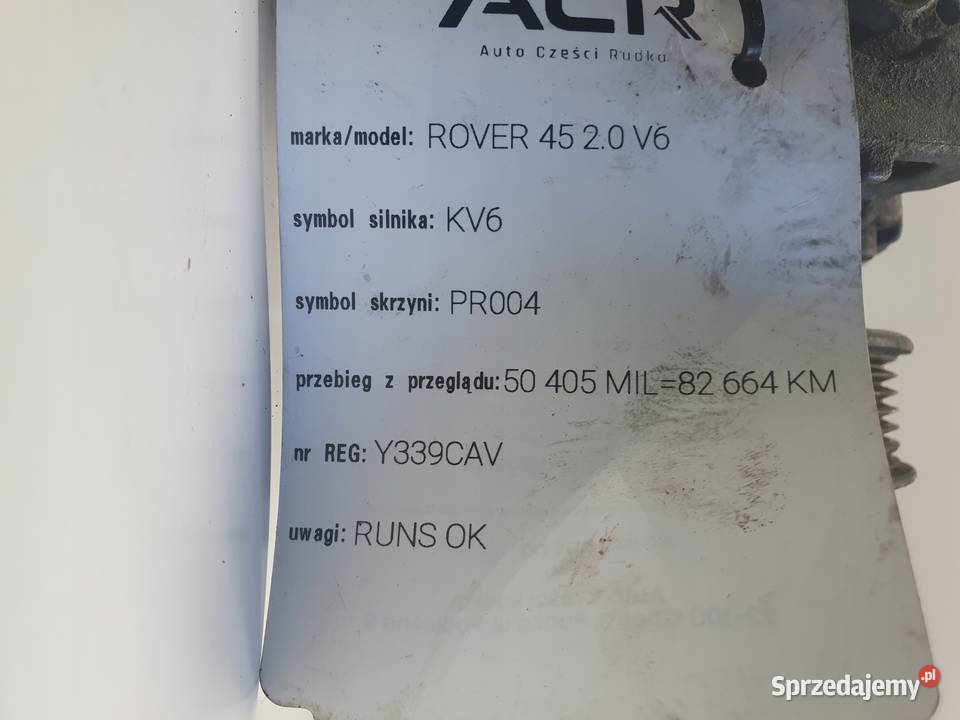 ACR
Auto Części Rudka
marka/model: ROVER 45 2.0 V6
symbol silnika: KV6
symbol skrzyni: PR004
przebieg z przeglądu: 50 405 MIL=82 664 KM
nr REG: Y339CAV
uwagi: RUNS OK
Sprzedajemy.pl